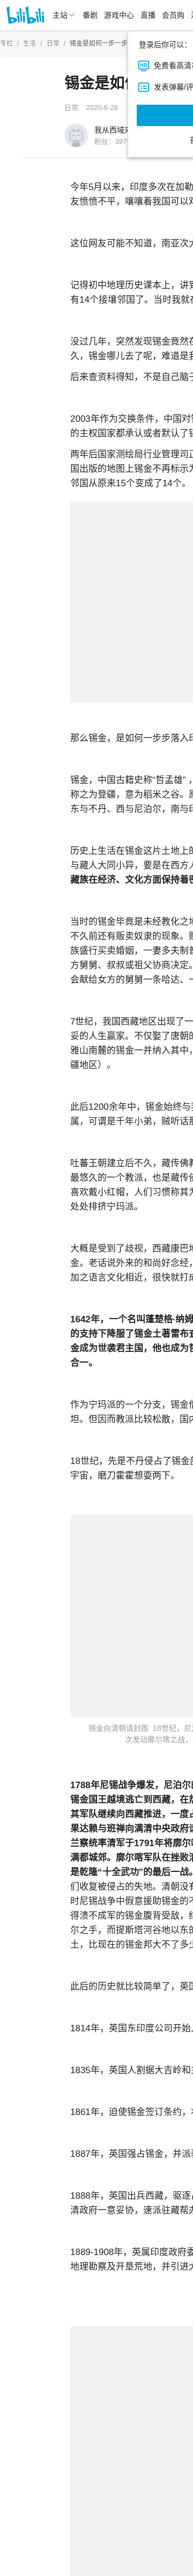 bilibili 主站 番剧 游戏中心 直播 会员购
登录后你可以：
免费看高清
发表弹幕/评
专栏 / 生活 / 日常 / 锡金是如何一步一步
锡金是如
日常 2020-6-28
我从西域来
粉丝：397
今年5月以来，印度多次在加勒
友愤愤不平，嚷嚷着我国可以
这位网友可能不知道，南亚次大
记得初中地理历史课本上，讲到
有14个接壤邻国了。当时我就在
没过几年，突然发现锡金竟然在
久，锡金哪儿去了呢，难道是我
后来查资料得知，不是自己脑子
2003年作为交换条件，中国对锡
的主权国家都承认或者默认了锡
两年后国家测绘局行业管理司正
国出版的地图上锡金不再标示为
邻国从原来15个变成了14个。
那么锡金，是如何一步步落入印
锡金，中国古籍史称“哲孟雄”，
称之为登疆，意为稻米之谷。
东与不丹、西与尼泊尔，南与印
历史上生活在锡金这片土地上的
与藏人大同小异，要是在西方人
藏族在经济、文化方面保持着密
当时的锡金毕竟是未经教化之地
不久前还有贩卖奴隶的现象。
族盛行买卖婚姻，一妻多夫制普
方舅舅、叔叔或祖父协商决定。
会献给女方的舅舅一条哈达、一
7世纪，我国西藏地区出现了一
妥的人生赢家。不仅娶了唐朝的
雅山南麓的锡金一并纳入其中，
疆地区）。
此后1200余年中，锡金始终与
属，可谓是千年小弟，贼听话那
吐蕃王朝建立后不久，藏传佛教
最悠久的一个教派，也是藏传佛
喜欢戴小红帽，人们习惯称其为
处处排挤宁玛派。
大概是受到了歧视，西藏康巴地
金。老话说外来的和尚好念经，
加之语言文化相近，很快就打成
1642年，一个名叫蓬楚格·纳姆
的支持下降服了锡金土著雷布查
金成为世袭君主国，他也成为哲
合一。
作为宁玛派的一个分支，锡金信
坦。但因而教派比较松散，国内
18世纪，先是不丹侵占了锡金部
宇宙，磨刀霍霍想耍两下。
锡金向清朝请封图 18世纪，尼泊
次发动廓尔喀之战，
1788年尼锡战争爆发，尼泊尔
锡金国王越境逃亡到西藏，在热
其军队继续向西藏推进，一度占
果达赖与班禅向满清中央政府请
兰察统率清军于1791年将廓尔喀
满都城郊。廓尔喀军队在挫败清
是乾隆“十全武功”的最后一战。
们收复被侵占的失地。清朝没有
时尼锡战争中假意援助锡金的不
得溃不成军的锡金腹背受敌，结
尔之手，而提斯塔河谷地以东的
土，比现在的锡金邦大不了多少
此后的历史就比较简单了，英国
1814年，英国东印度公司开始
1835年，英国人割据大吉岭和兰
1861年，迫使锡金签订条约，将
1887年，英国强占锡金，并派驻
1888年，英国出兵西藏，驱逐
清政府一意妥协，速派驻藏帮办
1889-1908年，英属印度政府委
地理勘察及开垦荒地，并引进大